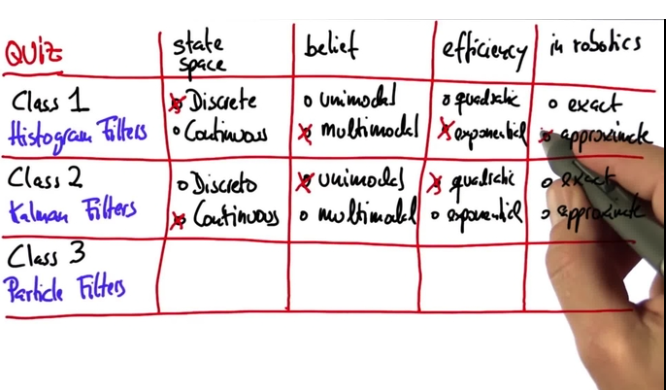 QUIZ
state space
belief
efficiency
in robotics
Class 1
Histogram Filters
Discrete
Continuous
unimodal
multimodal
quadratic
exponential
exact
approximate
Class 2
Kalman Filters
Discrete
Continuous
unimodal
multimodal
quadratic
exponential
exact
approximate
Class 3
Particle Filters